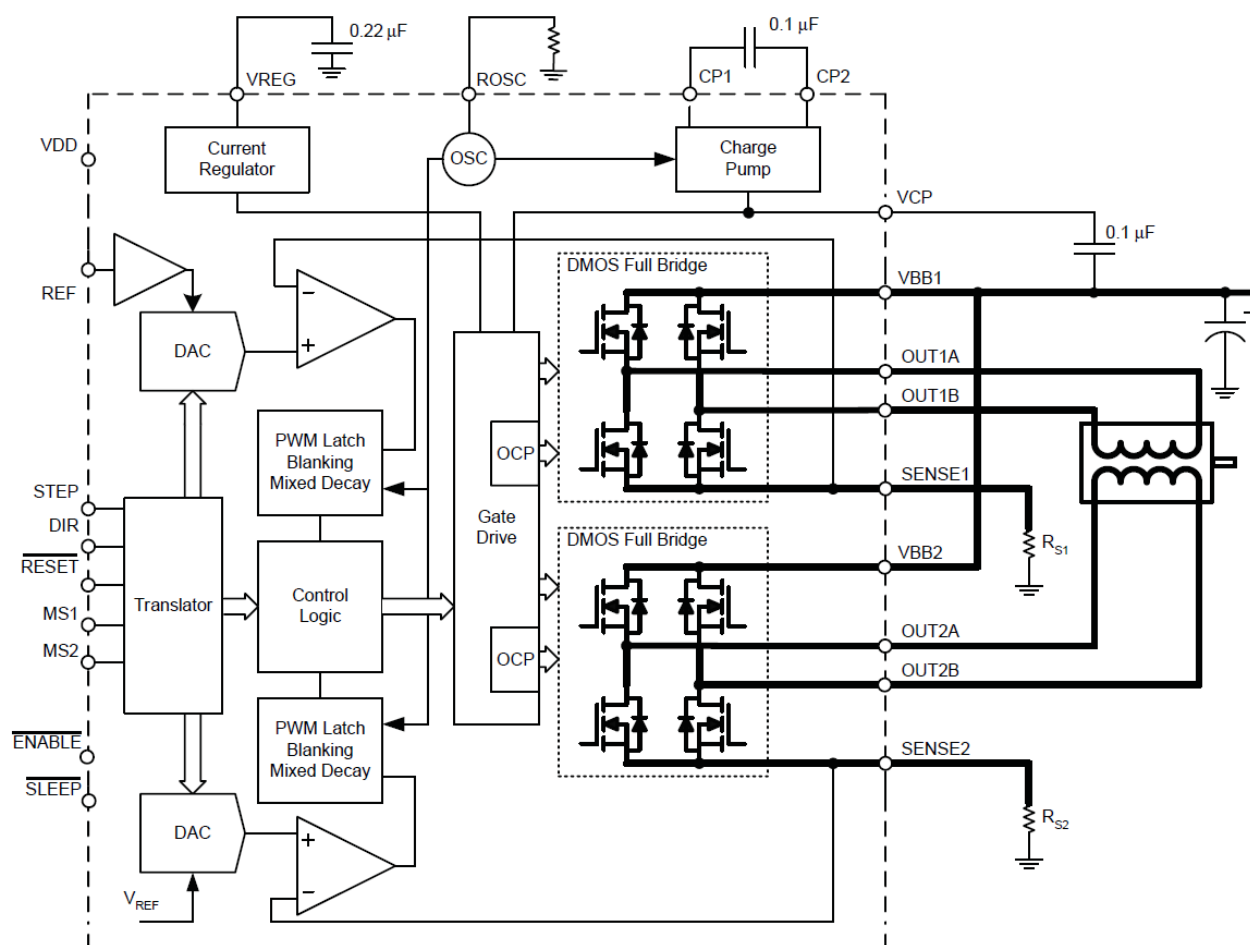 0.22 µF
0.1 µF
VREG
ROSC
CP1
CP2
VDD
Current
Regulator
OSC
Charge
Pump
VCP
0.1 µF
REF
DMOS Full Bridge
VBB1
−
+
DAC
OUT1A
OUT1B
PWM Latch
Blanking
Mixed Decay
OCP
SENSE1
STEP
DIR
RESET
MS1
MS2
Translator
Control
Logic
Gate
Drive
DMOS Full Bridge
RS1
VBB2
OUT2A
OCP
OUT2B
PWM Latch
Blanking
Mixed Decay
ENABLE
SLEEP
SENSE2
DAC
+
−
RS2
VREF